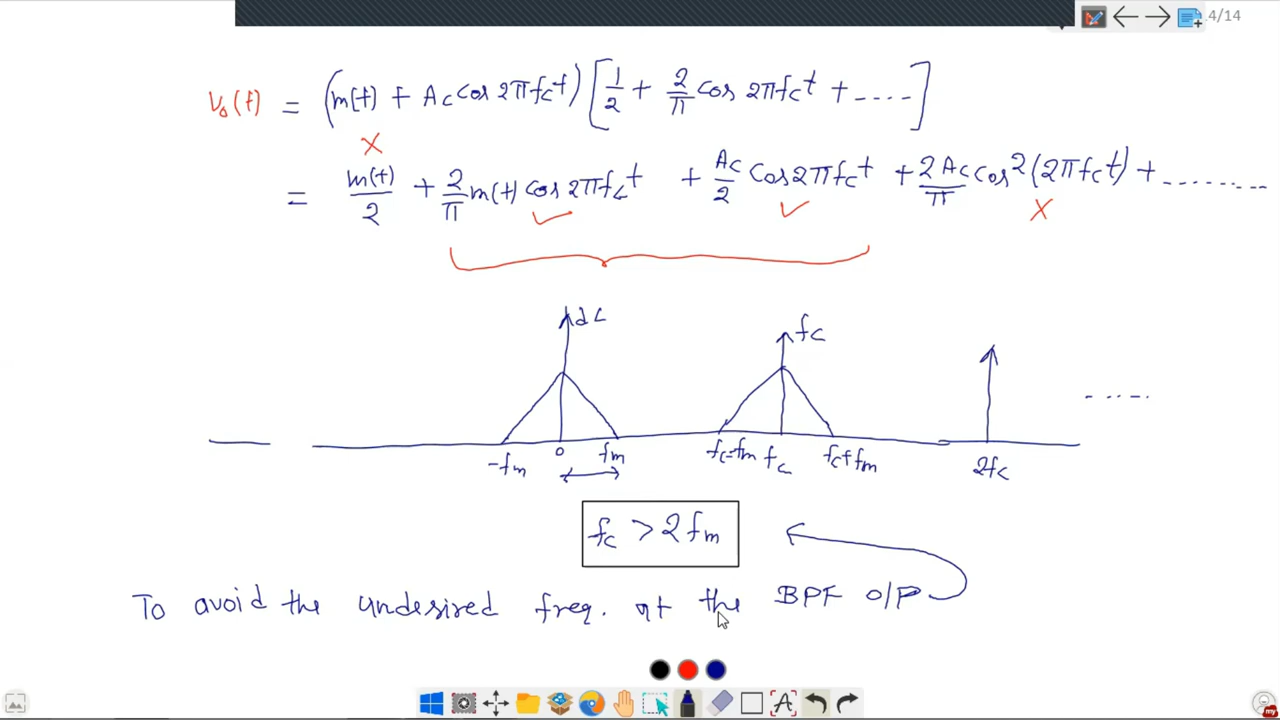 4/14
V₀(t) = (m(t) + Ac cos 2πfct) [1/2 + 2/π cos 2πfct + ....]
X
= m(t)/2 + 2/π m(t) cos 2πfct + Ac/2 cos 2πfct + 2Ac/π cos²(2πfct) + ........
✓ ✓ X
dc fc
.....
-fm 0 fm fc-fm fc fc+fm 2fc
fc > 2fm
To avoid the undesired freq. at the BPF O/P